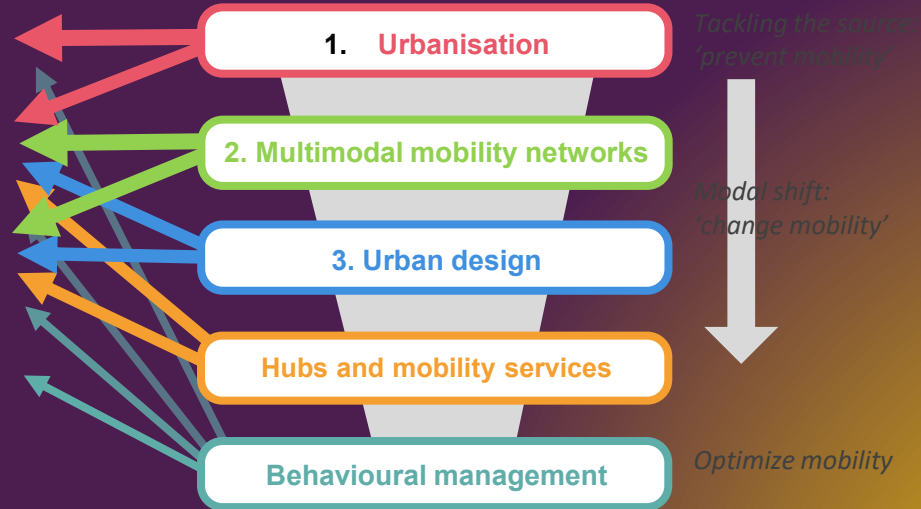 1. Urbanisation
Tackling the source:
'prevent mobility'
2. Multimodal mobility networks
Modal shift:
'change mobility'
3. Urban design
Hubs and mobility services
Behavioural management
Optimize mobility